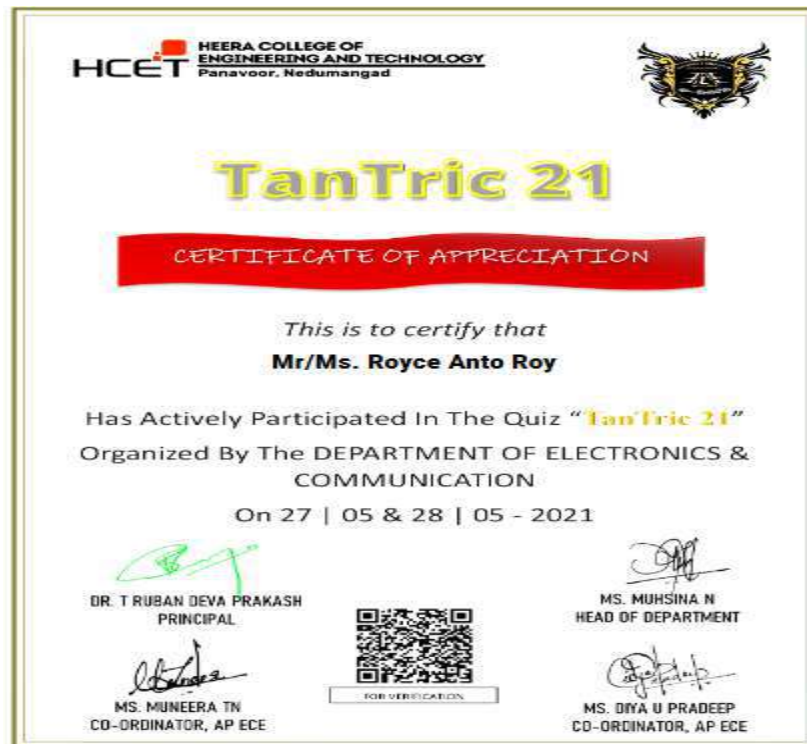 HCET
HEERA COLLEGE OF
ENGINEERING AND TECHNOLOGY
Panavoor, Nedumangad
TanTric 21
CERTIFICATE OF APPRECIATION
This is to certify that
Mr/Ms. Royce Anto Roy
Has Actively Participated In The Quiz “TanTric 21”
Organized By The DEPARTMENT OF ELECTRONICS &
COMMUNICATION
On 27 | 05 & 28 | 05 - 2021
DR. T RUBAN DEVA PRAKASH
PRINCIPAL
MS. MUHSINA N
HEAD OF DEPARTMENT
FOR VERIFICATION
MS. MUNEERA TN
CO-ORDINATOR, AP ECE
MS. DIYA U PRADEEP
CO-ORDINATOR, AP ECE